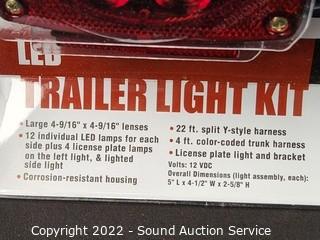 LED
TRAILER LIGHT KIT
• Large 4-9/16" x 4-9/16" lenses
• 12 individual LED lamps for each
side plus 4 license plate lamps
on the left light, & lighted
side light
• Corrosion-resistant housing
• 22 ft. split Y-style harness
• 4 ft. color-coded trunk harness
• License plate light and bracket
Volts: 12 VDC
Overall Dimensions (light assembly, each):
5" L x 4-1/2" W x 2-5/8" H
Copyright 2022 - Sound Auction Service